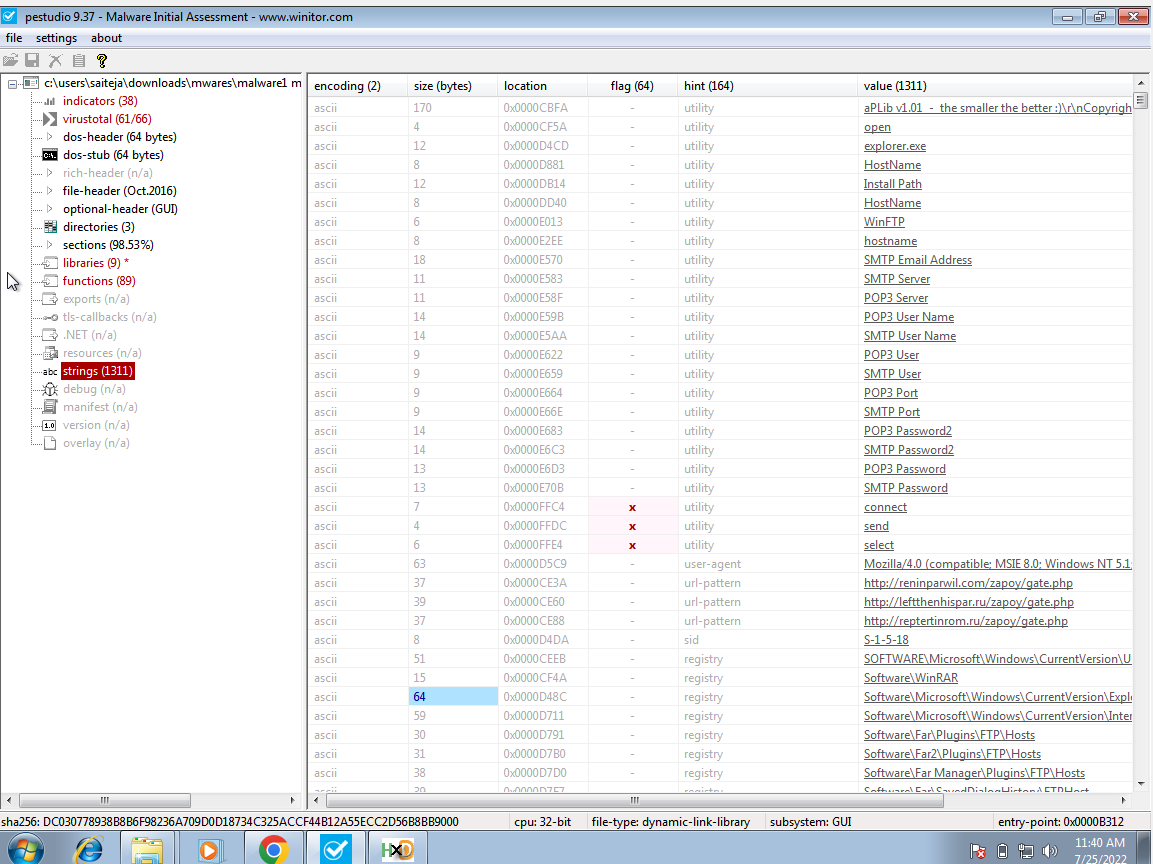 pestudio 9.37 - Malware Initial Assessment - www.winitor.com
file settings about
c:\users\saiteja\downloads\mwares\malware1 m
indicators (38)
virustotal (61/66)
dos-header (64 bytes)
dos-stub (64 bytes)
rich-header (n/a)
file-header (Oct.2016)
optional-header (GUI)
directories (3)
sections (98.53%)
libraries (9) *
functions (89)
exports (n/a)
tls-callbacks (n/a)
.NET (n/a)
resources (n/a)
abc strings (1311)
debug (n/a)
manifest (n/a)
1.0 version (n/a)
overlay (n/a)
encoding (2) size (bytes) location flag (64) hint (164) value (1311)
ascii 170 0x0000CBFA - utility aPLib v1.01 - the smaller the better :)\r\nCopyrigh
ascii 4 0x0000CF5A - utility open
ascii 12 0x0000D4CD - utility explorer.exe
ascii 8 0x0000D881 - utility HostName
ascii 12 0x0000DB14 - utility Install Path
ascii 8 0x0000DD40 - utility HostName
ascii 6 0x0000E013 - utility WinFTP
ascii 8 0x0000E2EE - utility hostname
ascii 18 0x0000E570 - utility SMTP Email Address
ascii 11 0x0000E583 - utility SMTP Server
ascii 11 0x0000E58F - utility POP3 Server
ascii 14 0x0000E59B - utility POP3 User Name
ascii 14 0x0000E5AA - utility SMTP User Name
ascii 9 0x0000E622 - utility POP3 User
ascii 9 0x0000E659 - utility SMTP User
ascii 9 0x0000E664 - utility POP3 Port
ascii 9 0x0000E66E - utility SMTP Port
ascii 14 0x0000E683 - utility POP3 Password2
ascii 14 0x0000E6C3 - utility SMTP Password2
ascii 13 0x0000E6D3 - utility POP3 Password
ascii 13 0x0000E70B - utility SMTP Password
ascii 7 0x0000FFC4 x utility connect
ascii 4 0x0000FFDC x utility send
ascii 6 0x0000FFE4 x utility select
ascii 63 0x0000D5C9 - user-agent Mozilla/4.0 (compatible; MSIE 8.0; Windows NT 5.1;
ascii 37 0x0000CE3A - url-pattern http://reninparwil.com/zapoy/gate.php
ascii 39 0x0000CE60 - url-pattern http://leftthenhispar.ru/zapoy/gate.php
ascii 37 0x0000CE88 - url-pattern http://reptertinrom.ru/zapoy/gate.php
ascii 8 0x0000D4DA - sid S-1-5-18
ascii 51 0x0000CEEB - registry SOFTWARE\Microsoft\Windows\CurrentVersion\U
ascii 15 0x0000CF4A - registry Software\WinRAR
ascii 64 0x0000D48C - registry Software\Microsoft\Windows\CurrentVersion\Expl
ascii 59 0x0000D711 - registry Software\Microsoft\Windows\CurrentVersion\Inter
ascii 30 0x0000D791 - registry Software\Far\Plugins\FTP\Hosts
ascii 31 0x0000D7B0 - registry Software\Far2\Plugins\FTP\Hosts
ascii 38 0x0000D7D0 - registry Software\Far Manager\Plugins\FTP\Hosts
ascii 39 0x0000D7F7 - registry Software\Far\SavedDialogHistory\FTPHost
sha256: DC030778938B8B6F98236A709D0D18734C325ACCF44B12A55ECC2D56B8BB9000 cpu: 32-bit file-type: dynamic-link-library subsystem: GUI entry-point: 0x0000B312
HxD
11:40 AM
7/25/2022